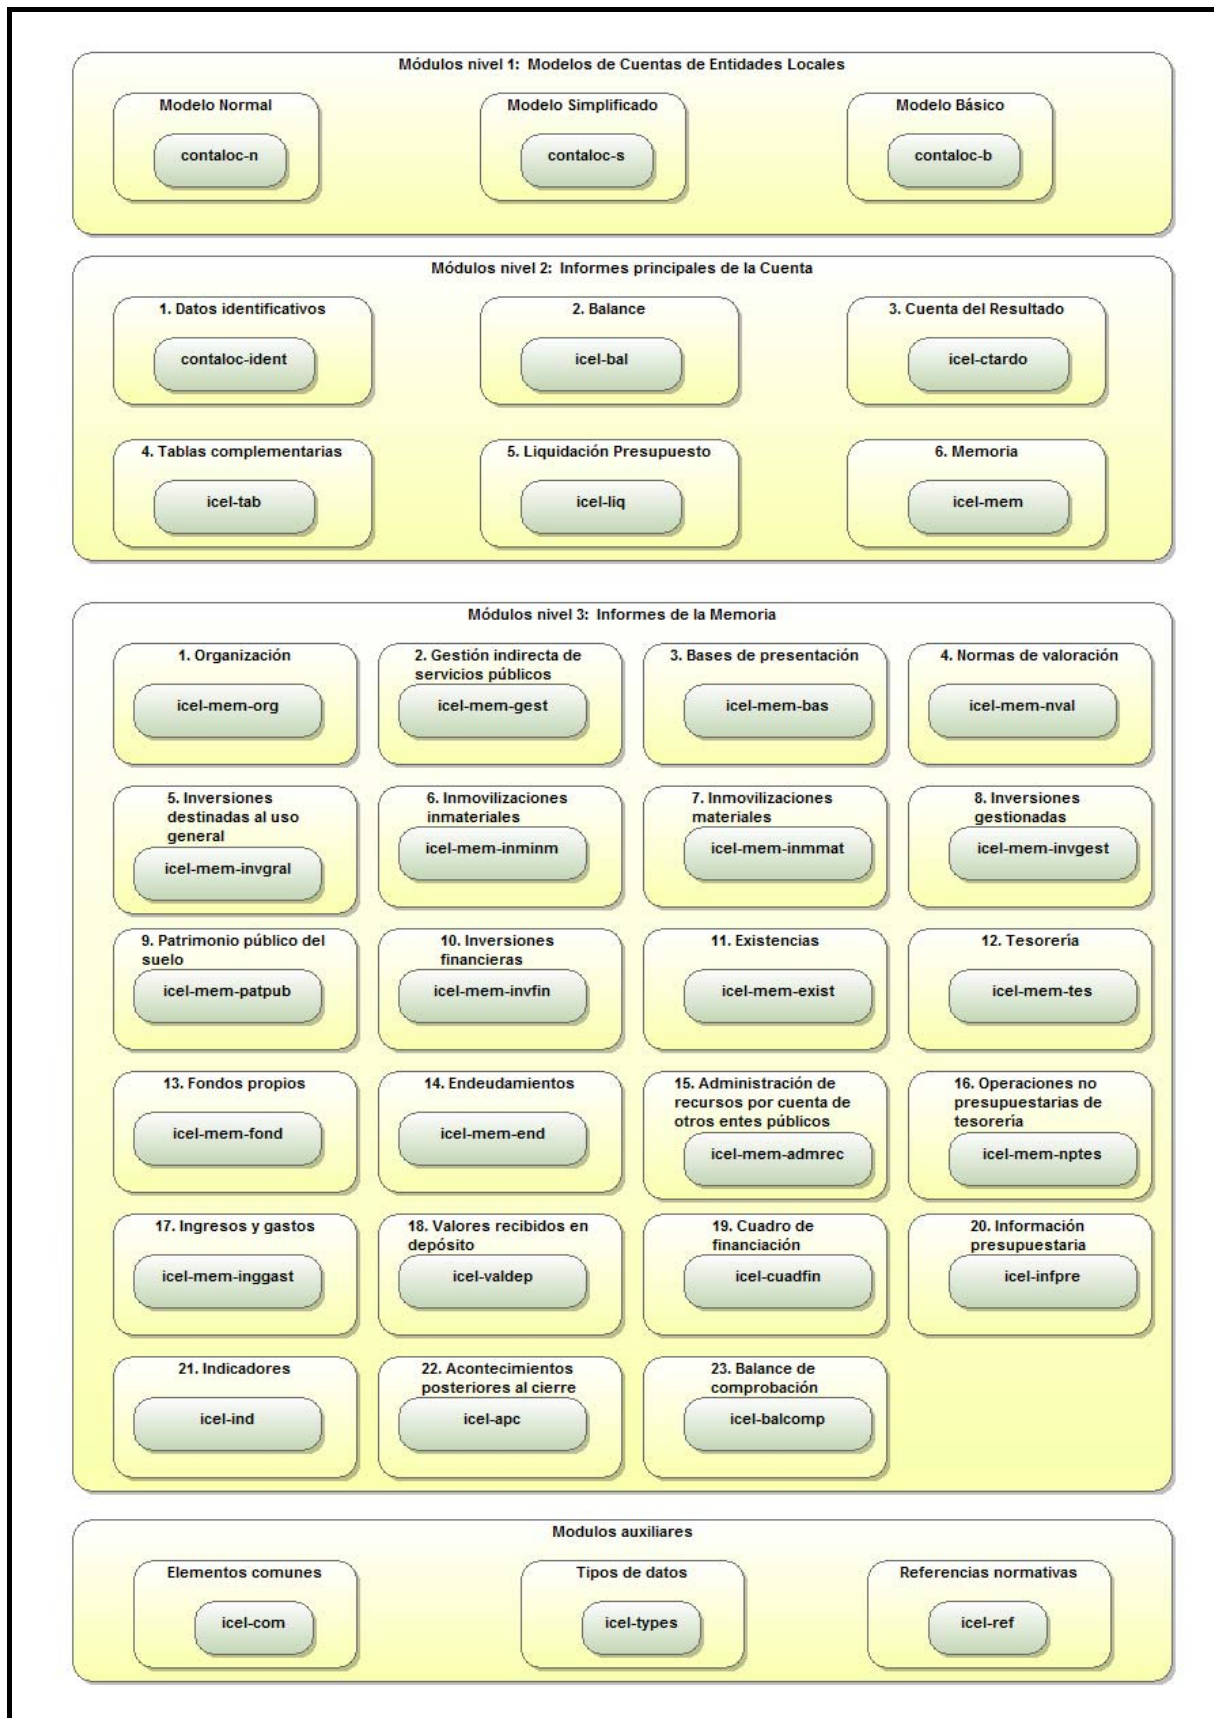 Módulos nivel 1:  Modelos de Cuentas de Entidades Locales
Modelo Normal
contaloc-n
Modelo Simplificado
contaloc-s
Modelo Básico
contaloc-b
Módulos nivel 2:  Informes principales de la Cuenta
1. Datos identificativos
contaloc-ident
2. Balance
icel-bal
3. Cuenta del Resultado
icel-ctardo
4. Tablas complementarias
icel-tab
5. Liquidación Presupuesto
icel-liq
6. Memoria
icel-mem
Módulos nivel 3:  Informes de la Memoria
1. Organización
icel-mem-org
2. Gestión indirecta de
servicios públicos
icel-mem-gest
3. Bases de presentación
icel-mem-bas
4. Normas de valoración
icel-mem-nval
5. Inversiones
destinadas al uso
general
icel-mem-invgral
6. Inmovilizaciones
inmateriales
icel-mem-inminm
7. Inmovilizaciones
materiales
icel-mem-inmmat
8. Inversiones
gestionadas
icel-mem-invgest
9. Patrimonio público del
suelo
icel-mem-patpub
10. Inversiones
financieras
icel-mem-invfin
11. Existencias
icel-mem-exist
12. Tesorería
icel-mem-tes
13. Fondos propios
icel-mem-fond
14. Endeudamientos
icel-mem-end
15. Administración de
recursos por cuenta de
otros entes públicos
icel-mem-admrec
16. Operaciones no
presupuestarias de
tesorería
icel-mem-nptes
17. Ingresos y gastos
icel-mem-inggast
18. Valores recibidos en
depósito
icel-valdep
19. Cuadro de
financiación
icel-cuadfin
20. Información
presupuestaria
icel-infpre
21. Indicadores
icel-ind
22. Acontecimientos
posteriores al cierre
icel-apc
23. Balance de
comprobación
icel-balcomp
Modulos auxiliares
Elementos comunes
icel-com
Tipos de datos
icel-types
Referencias normativas
icel-ref